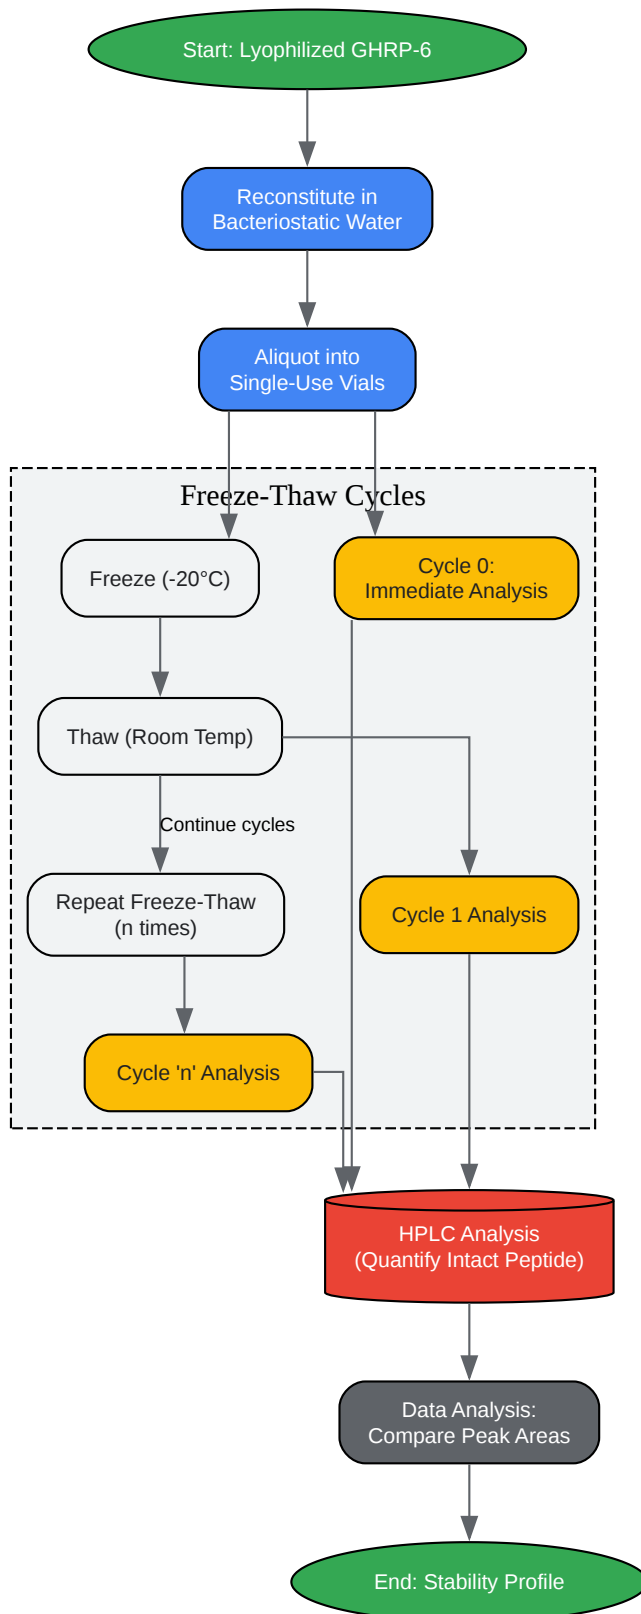 Start: Lyophilized GHRP-6
Reconstitute in
Bacteriostatic Water
Aliquot into
Single-Use Vials
Freeze-Thaw Cycles
Freeze (-20°C)
Cycle 0:
Immediate Analysis
Thaw (Room Temp)
Continue cycles
Repeat Freeze-Thaw
(n times)
Cycle 1 Analysis
Cycle 'n' Analysis
HPLC Analysis
(Quantify Intact Peptide)
Data Analysis:
Compare Peak Areas
End: Stability Profile